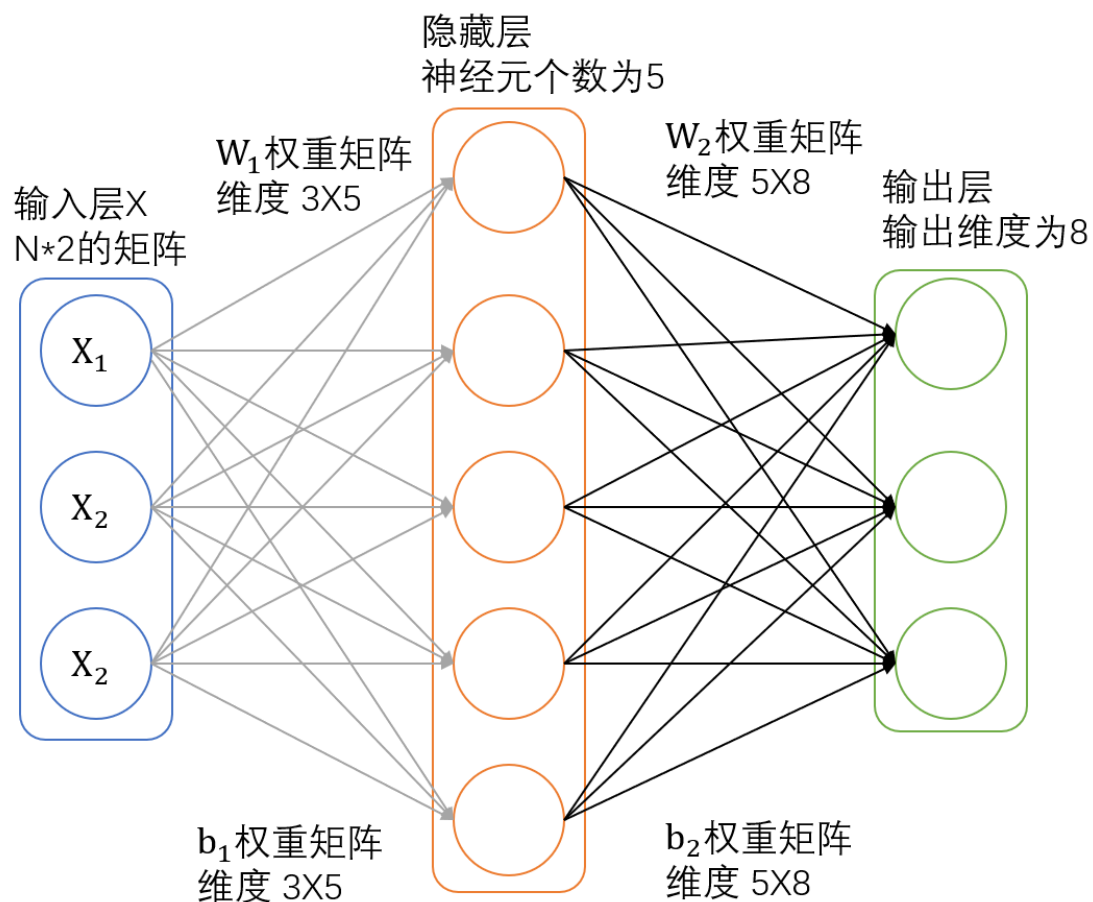 隐藏层
神经元个数为5
W₁权重矩阵
维度 3X5
W₂权重矩阵
维度 5X8
输入层X
N*2的矩阵
输出层
输出维度为8
X₁
X₂
X₂
b₁权重矩阵
维度 3X5
b₂权重矩阵
维度 5X8